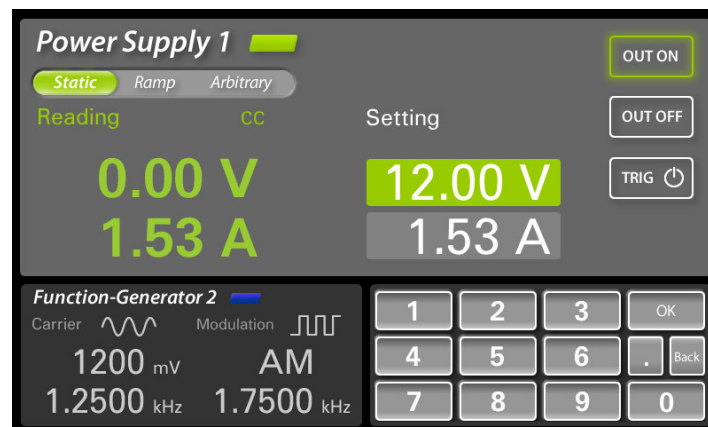 Power Supply 1
Static Ramp Arbitrary
Reading CC Setting
0.00 V 12.00 V
1.53 A 1.53 A
OUT ON
OUT OFF
TRIG
Function-Generator 2
Carrier Modulation
1200 mV AM
1.2500 kHz 1.7500 kHz
1 2 3 OK
4 5 6 . Back
7 8 9 0